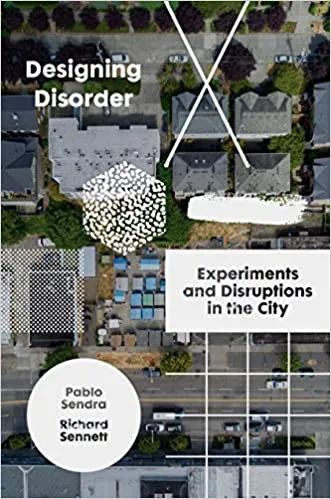 Designing
Disorder
Experiments
and Disruptions
in the City
Pablo
Sendra
Richard
Sennett